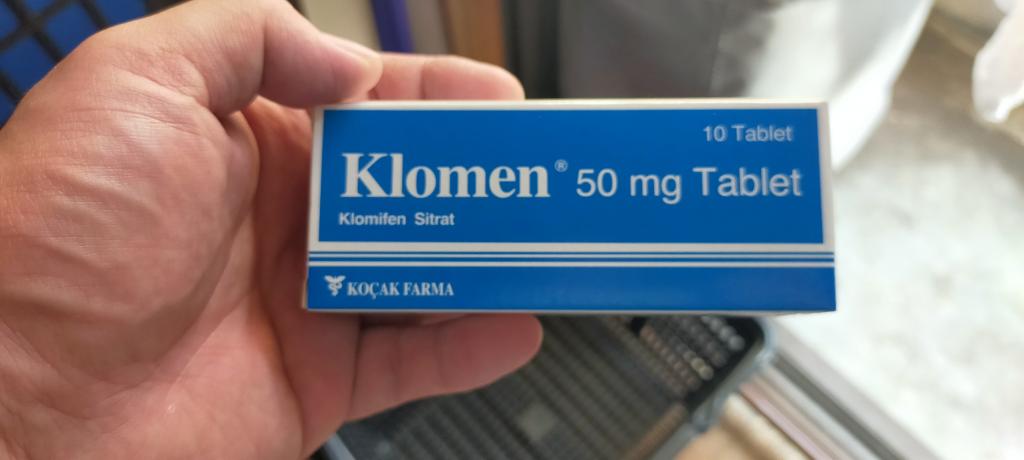 10 Tablet
Klomen® 50 mg Tablet
Klomifen Sitrat
KOÇAK FARMA